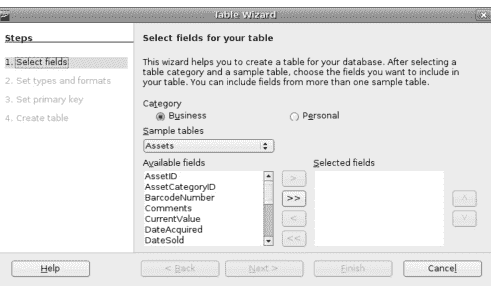 Table Wizard
Steps
1. Select fields
2. Set types and formats
3. Set primary key
4. Create table
Select fields for your table
This wizard helps you to create a table for your database. After selecting a
table category and a sample table, choose the fields you want to include in
your table. You can include fields from more than one sample table.
Category
Business
Personal
Sample tables
Assets
Available fields
Selected fields
AssetID
AssetCategoryID
BarcodeNumber
Comments
CurrentValue
DateAcquired
DateSold
>
>>
<
<<
Help
< Back
Next >
Finish
Cancel